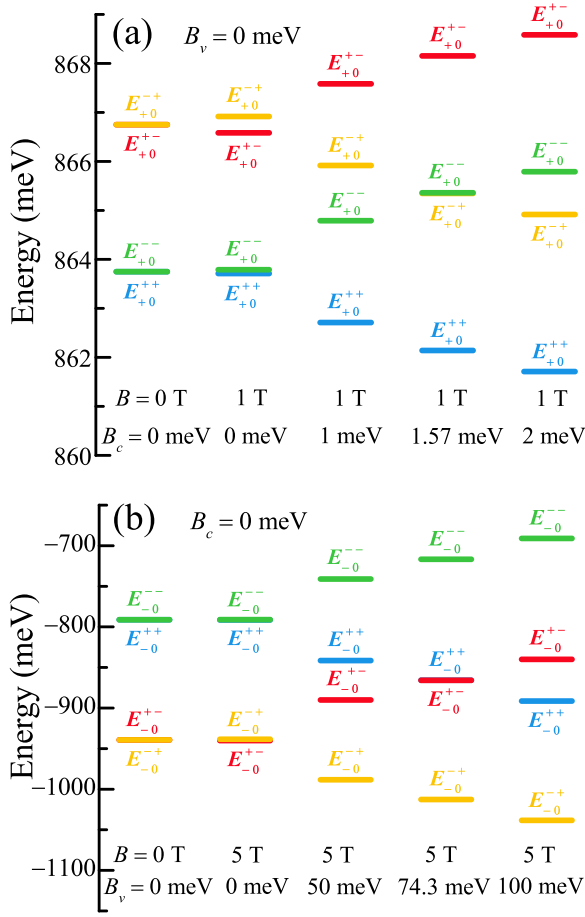 (a) B_v = 0 meV
E_{+0}^{+-}
E_{+0}^{+-}
E_{+0}^{+-}
868
E_{+0}^{-+} E_{+0}^{-+}
E_{+0}^{+-} E_{+0}^{+-} E_{+0}^{-+} E_{+0}^{--} E_{+0}^{--}
866
E_{+0}^{--} E_{+0}^{-+} E_{+0}^{-+}
E_{+0}^{--} E_{+0}^{--}
864
E_{+0}^{++} E_{+0}^{++} E_{+0}^{++} E_{+0}^{++} E_{+0}^{++}
862
860
Energy (meV)
B = 0 T 1 T 1 T 1 T 1 T
B_c = 0 meV 0 meV 1 meV 1.57 meV 2 meV
(b) B_c = 0 meV
E_{-0}^{--}
−700
E_{-0}^{--} E_{-0}^{--}
E_{-0}^{--} E_{-0}^{--}
−800
E_{-0}^{++} E_{-0}^{++} E_{-0}^{++} E_{-0}^{++} E_{-0}^{+-}
E_{-0}^{+-} E_{-0}^{+-} E_{-0}^{++}
−900
E_{-0}^{+-} E_{-0}^{-+}
E_{-0}^{-+} E_{-0}^{+-} E_{-0}^{-+} E_{-0}^{-+} E_{-0}^{-+}
−1000
−1100
Energy (meV)
B = 0 T 5 T 5 T 5 T 5 T
B_v = 0 meV 0 meV 50 meV 74.3 meV 100 meV